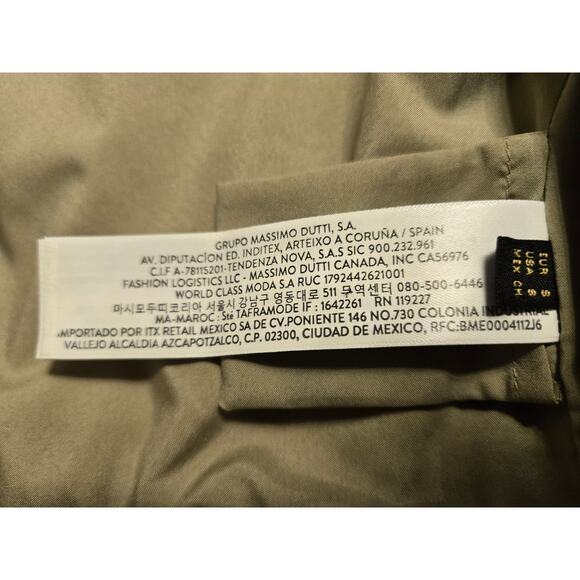 GRUPO MASSIMO DUTTI, S.A.
AV. DIPUTACÍON ED. INDITEX, ARTEIXO A CORUÑA / SPAIN
C.I.F A-78115201-TENDENZA NOVA, S.A.S SIC 900.232.961
FASHION LOGISTICS LLC - MASSIMO DUTTI CANADA, INC CA56976
WORLD CLASS MODA S.A RUC 1792442621001
마시모두띠코리아 서울시 강남구 영동대로 511 무역센터 080-500-6446
MA-MAROC : Sté TAFRAMODE IF : 1642261 RN 119227
IMPORTADO POR ITX RETAIL MEXICO SA DE CV.PONIENTE 146 NO.730 COLONIA INDUSTRIAL
VALLEJO ALCALDIA AZCAPOTZALCO, C.P. 02300, CIUDAD DE MEXICO, RFC:BME0004112J6
EUR S
USA S
MEX CH